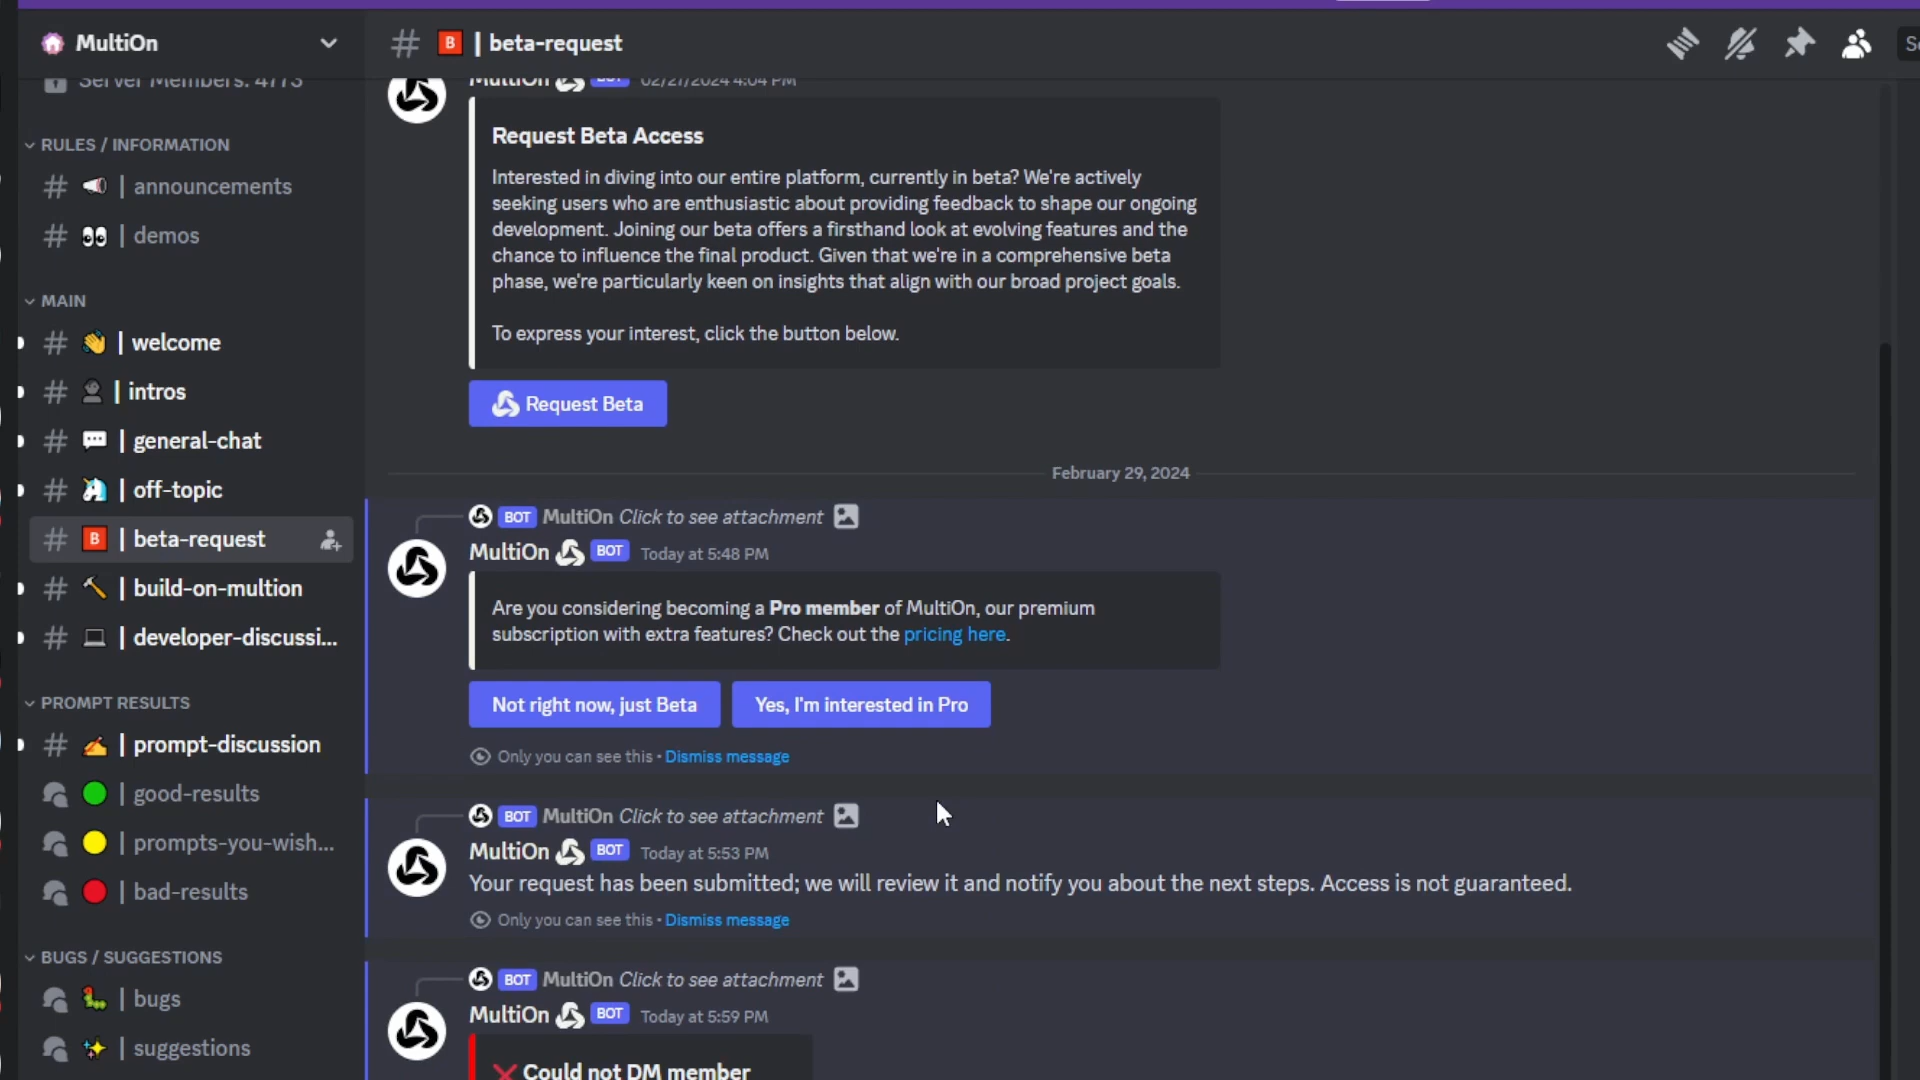 MultiOn
Server Members: 4773
RULES / INFORMATION
| announcements
| demos
MAIN
| welcome
| intros
| general-chat
| off-topic
B | beta-request
| build-on-multion
| developer-discussi...
PROMPT RESULTS
| prompt-discussion
| good-results
| prompts-you-wish...
| bad-results
BUGS / SUGGESTIONS
| bugs
| suggestions
B | beta-request
MultiOn BOT 02/27/2024 4:04 PM
Request Beta Access
Interested in diving into our entire platform, currently in beta? We're actively
seeking users who are enthusiastic about providing feedback to shape our ongoing
development. Joining our beta offers a firsthand look at evolving features and the
chance to influence the final product. Given that we're in a comprehensive beta
phase, we're particularly keen on insights that align with our broad project goals.
To express your interest, click the button below.
Request Beta
February 29, 2024
BOT MultiOn Click to see attachment
MultiOn BOT Today at 5:48 PM
Are you considering becoming a Pro member of MultiOn, our premium
subscription with extra features? Check out the pricing here.
Not right now, just Beta Yes, I'm interested in Pro
Only you can see this • Dismiss message
BOT MultiOn Click to see attachment
MultiOn BOT Today at 5:53 PM
Your request has been submitted; we will review it and notify you about the next steps. Access is not guaranteed.
Only you can see this • Dismiss message
BOT MultiOn Click to see attachment
MultiOn BOT Today at 5:59 PM
Could not DM member